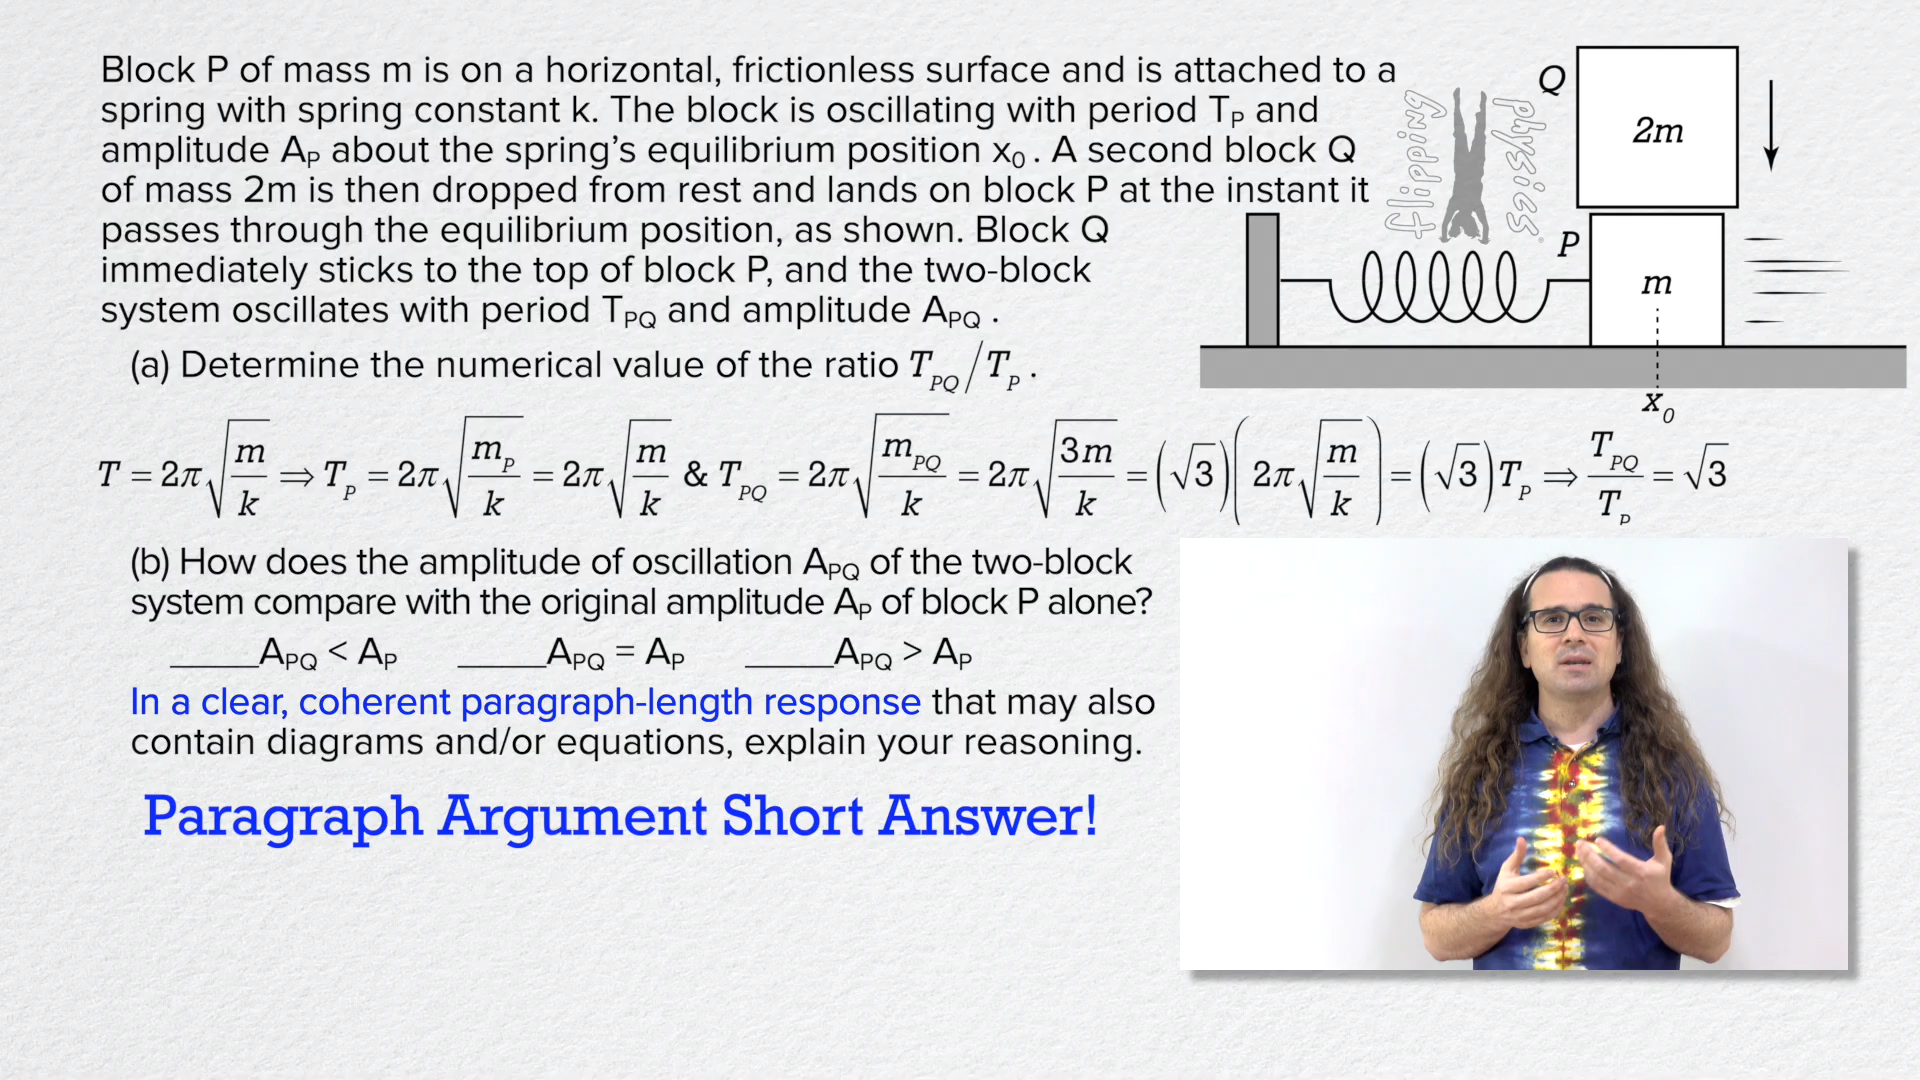 Block P of mass m is on a horizontal, frictionless surface and is attached to a
spring with spring constant k. The block is oscillating with period T_P and
amplitude A_P about the spring’s equilibrium position x_0 . A second block Q
of mass 2m is then dropped from rest and lands on block P at the instant it
passes through the equilibrium position, as shown. Block Q
immediately sticks to the top of block P, and the two-block
system oscillates with period T_PQ and amplitude A_PQ .
Q
2m
P
m
x_0
flipping
physics
(a) Determine the numerical value of the ratio T_PQ/T_P .
T = 2π√(m/k) ⇒ T_P = 2π√(m_P/k) = 2π√(m/k) & T_PQ = 2π√(m_PQ/k) = 2π√(3m/k) = (√3)(2π√(m/k)) = (√3)T_P ⇒ T_PQ/T_P = √3
(b) How does the amplitude of oscillation A_PQ of the two-block
system compare with the original amplitude A_P of block P alone?
_____A_PQ < A_P _____A_PQ = A_P _____A_PQ > A_P
In a clear, coherent paragraph-length response that may also
contain diagrams and/or equations, explain your reasoning.
Paragraph Argument Short Answer!